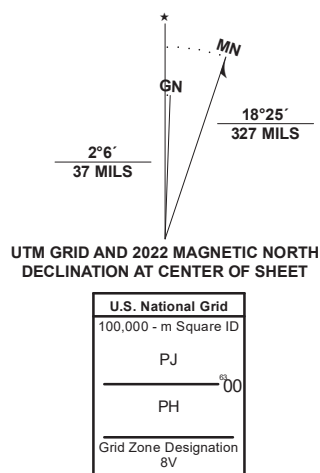 ★
MN
GN
18°25´
327 MILS
2°6´
37 MILS
UTM GRID AND 2022 MAGNETIC NORTH
DECLINATION AT CENTER OF SHEET
U.S. National Grid
100,000 - m Square ID
PJ
63 00
PH
Grid Zone Designation
8V